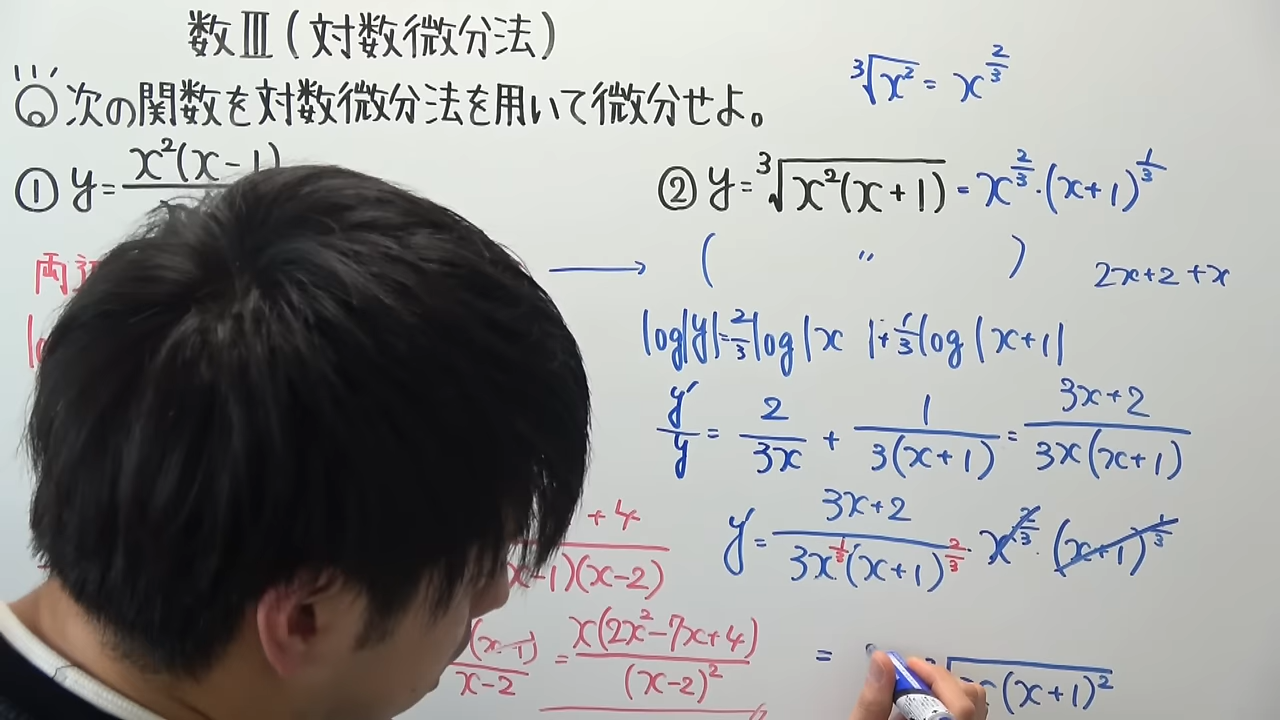 数Ⅲ(対数微分法)
次の関数を対数微分法を用いて微分せよ。
① y = x²(x-1)
両辺
+4
x-1)(x-2)
(x-1) / x-2 = x(2x²-7x+4) / (x-2)²
∛x² = x^(2/3)
② y = ∛(x²(x+1)) = x^(2/3)・(x+1)^(1/3)
( 〃 )
2x+2+x
log|y| = 2/3 log|x| + 1/3 log|x+1|
y'/y = 2/3x + 1/3(x+1) = 3x+2 / 3x(x+1)
y' = 3x+2 / 3x^(1/3)(x+1)^(2/3) ・ x^(2/3)・(x+1)^(1/3)
= √x(x+1)²